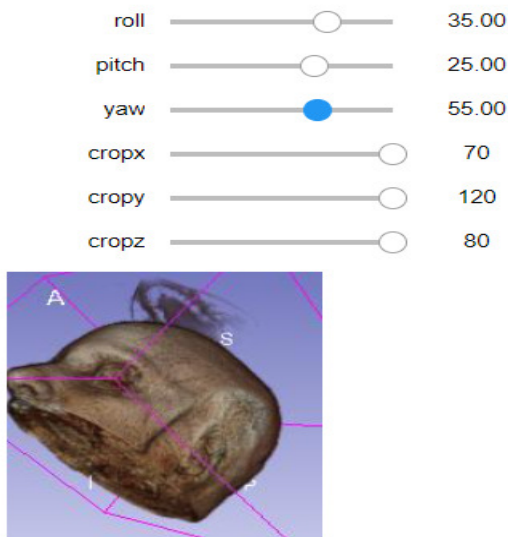 roll 35.00
pitch 25.00
yaw 55.00
cropx 70
cropy 120
cropz 80
A
S
I
P